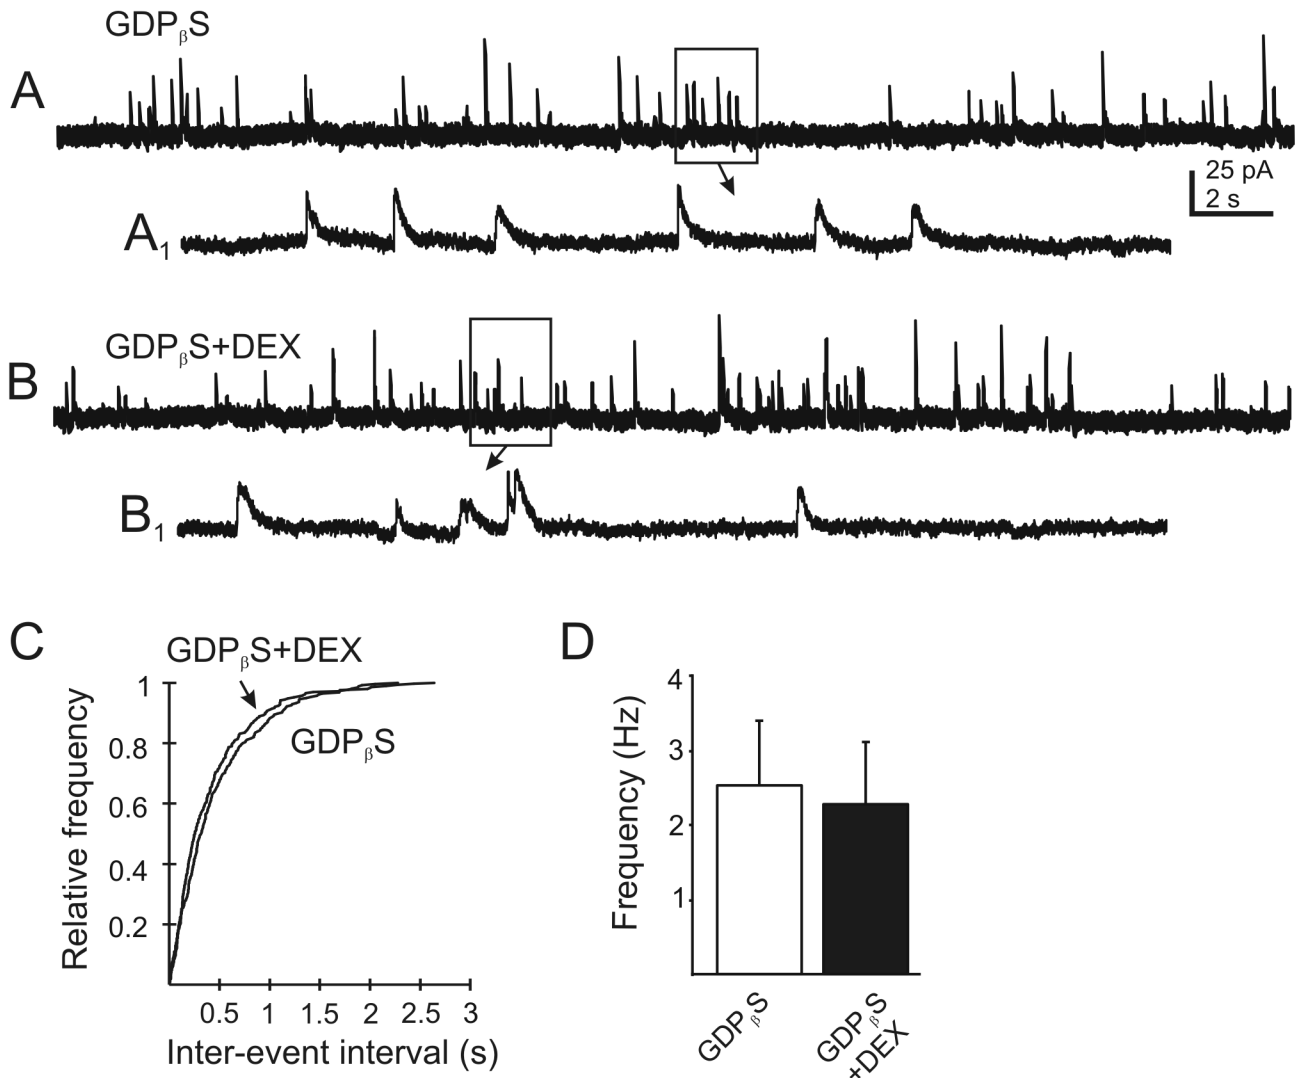 GDPβS
A
25 pA
2 s
A1
GDPβS+DEX
B
B1
C
GDPβS+DEX
GDPβS
Relative frequency
1
0.8
0.6
0.4
0.2
0.5 1 1.5 2 2.5 3
Inter-event interval (s)
D
Frequency (Hz)
4
3
2
1
GDPβS
GDPβS
+DEX